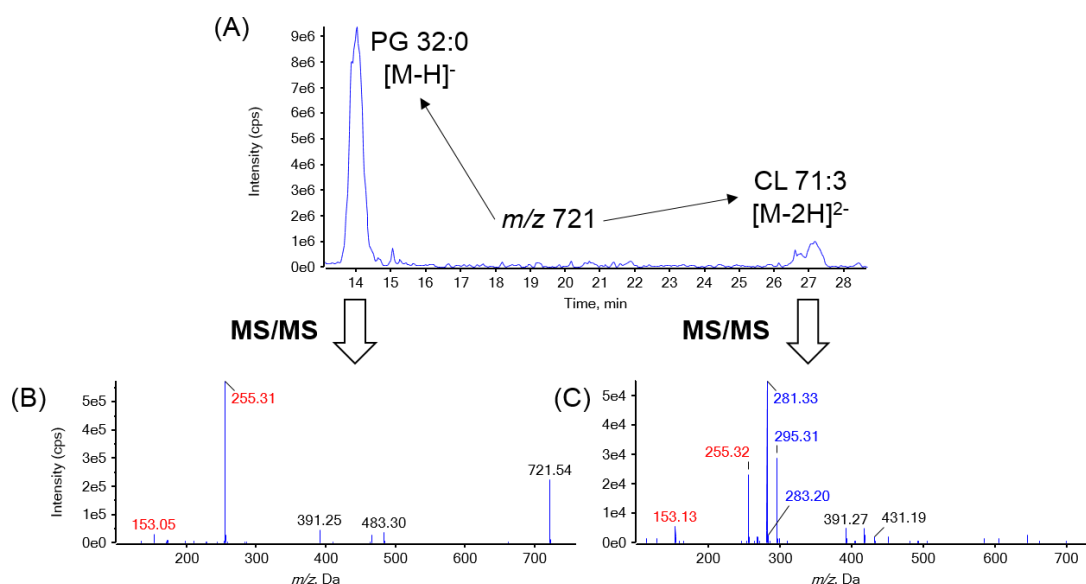 (A)
Intensity (cps)
9e6
8e6
7e6
6e6
5e6
4e6
3e6
2e6
1e6
0e0
PG 32:0
[M-H]-
m/z 721
CL 71:3
[M-2H]2-
14 15 16 17 18 19 20 21 22 23 24 25 26 27 28
Time, min
MS/MS
MS/MS
(B)
Intensity (cps)
5e5
4e5
3e5
2e5
1e5
0e0
255.31
153.05
391.25
483.30
721.54
200 300 400 500 600 700
m/z, Da
(C)
5e4
4e4
3e4
2e4
1e4
0e0
281.33
295.31
255.32
283.20
153.13
391.27
431.19
200 300 400 500 600 700
m/z, Da